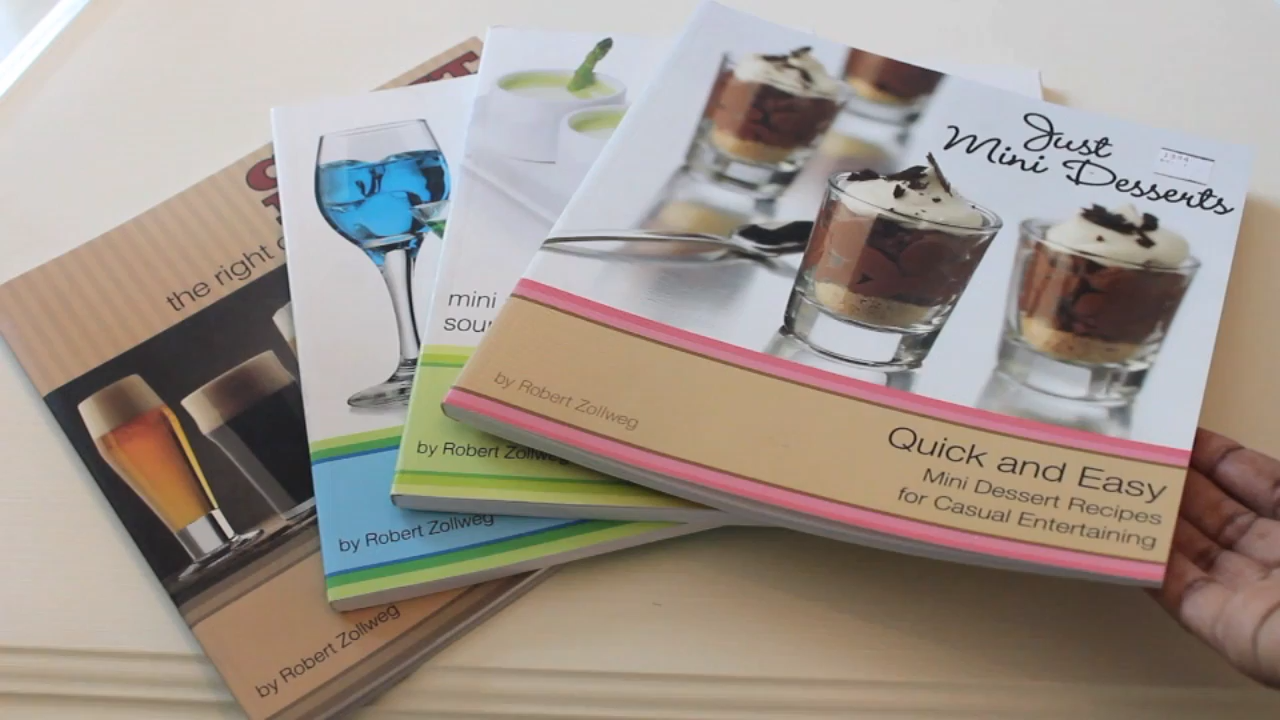 Just
Mini Desserts
by Robert Zollweg
Quick and Easy
Mini Dessert Recipes
for Casual Entertaining
mini
by Robert Zollweg
by Robert Zollweg
the right
by Robert Zollweg